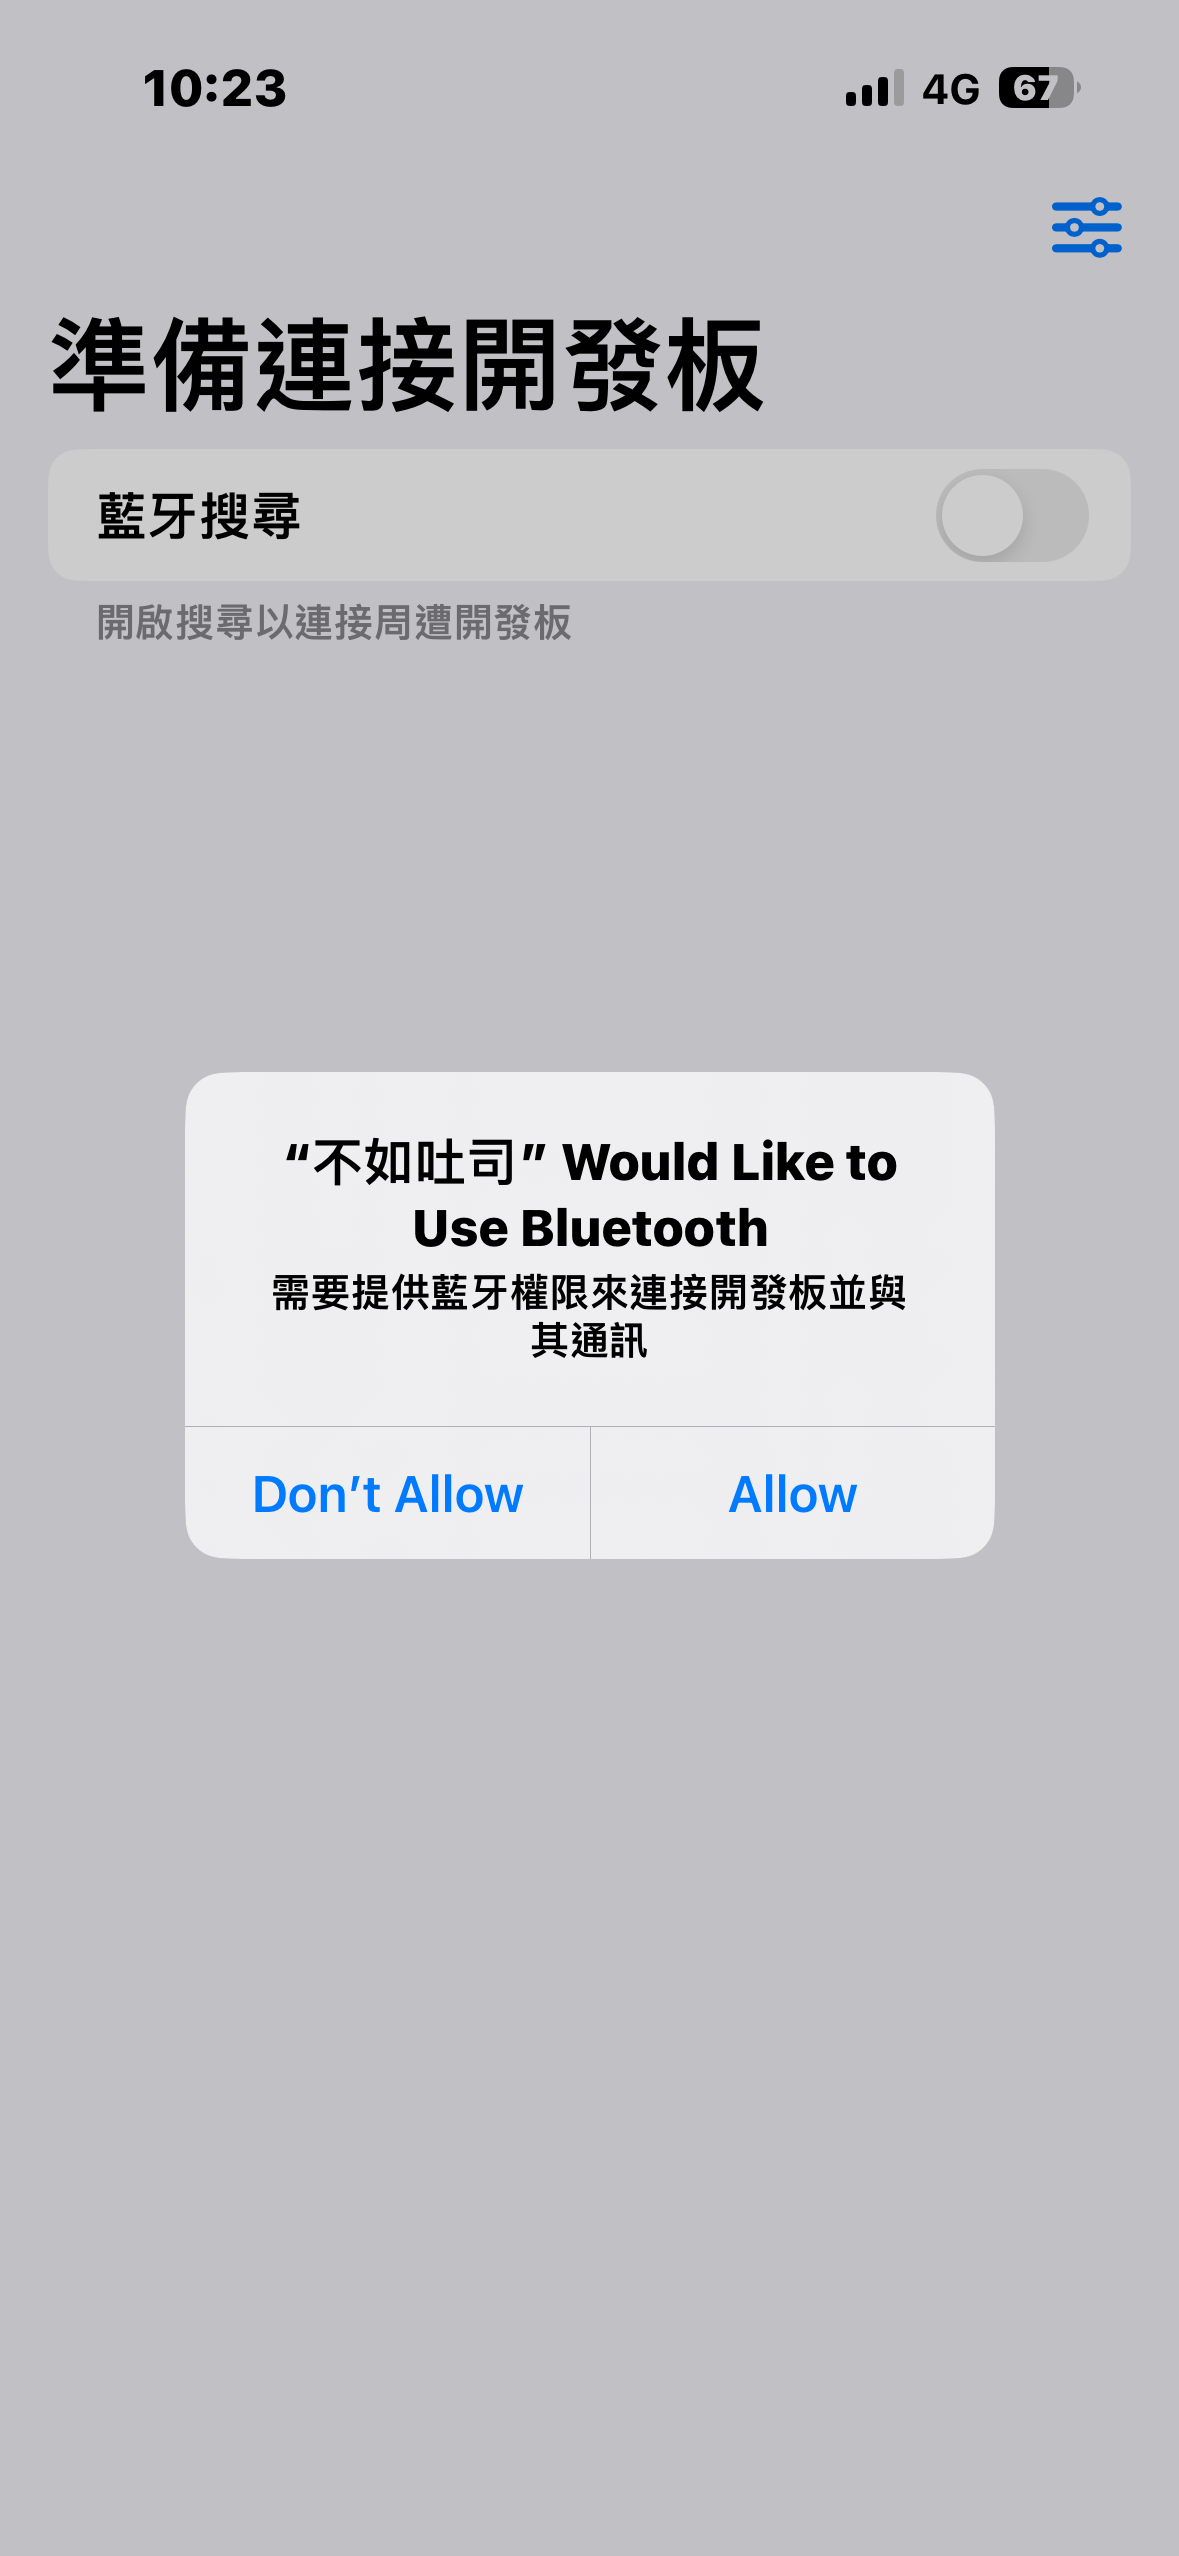 10:23
4G 67
準備連接開發板
藍牙搜尋
開啟搜尋以連接周遭開發板
“不如吐司” Would Like to
Use Bluetooth
需要提供藍牙權限來連接開發板並與
其通訊
Don’t Allow
Allow